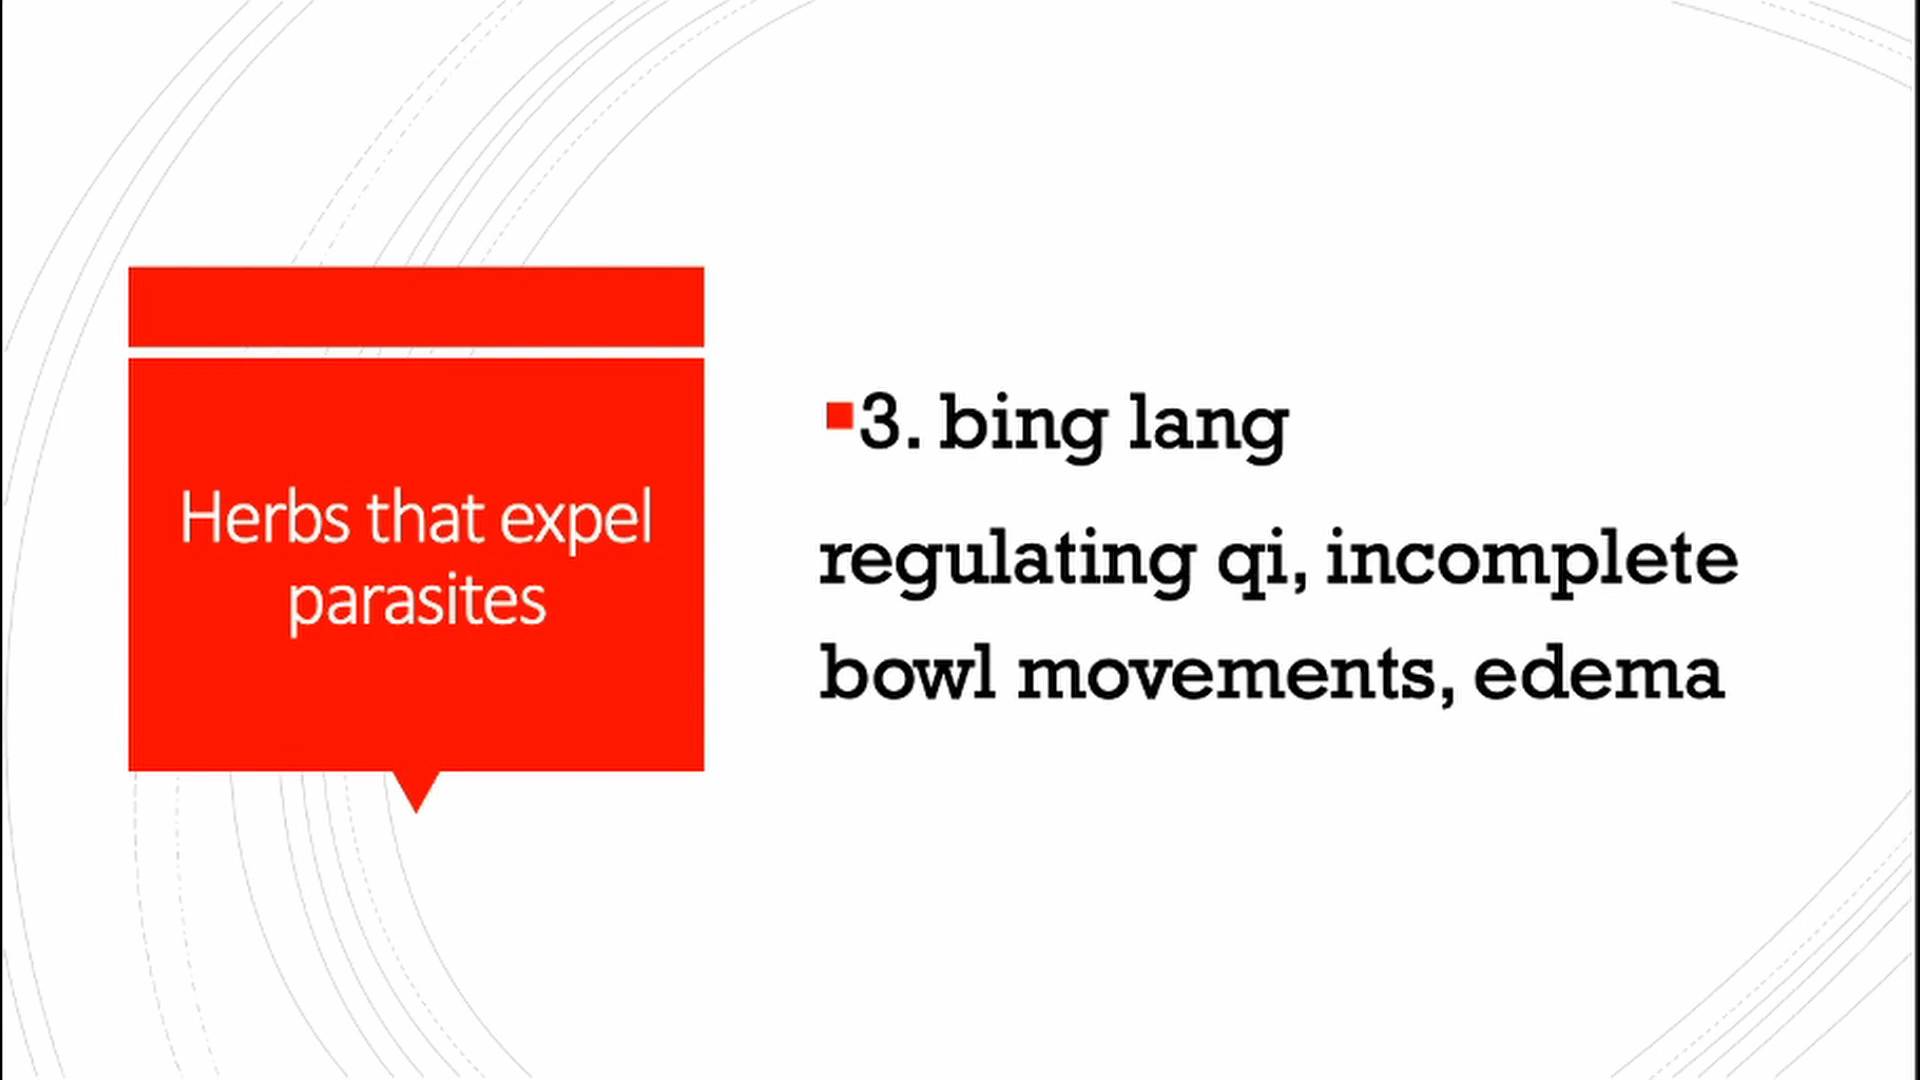 Herbs that expel
parasites
3. bing lang
regulating qi, incomplete
bowl movements, edema